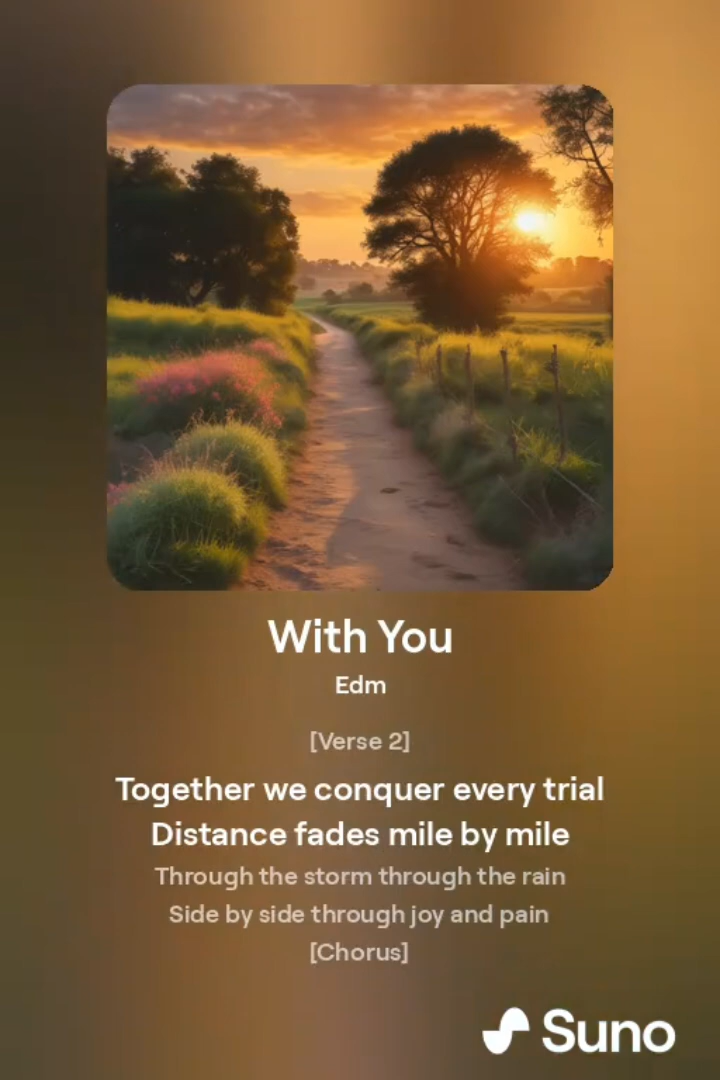 With You
Edm
[Verse 2]
Together we conquer every trial
Distance fades mile by mile
Through the storm through the rain
Side by side through joy and pain
[Chorus]
Suno